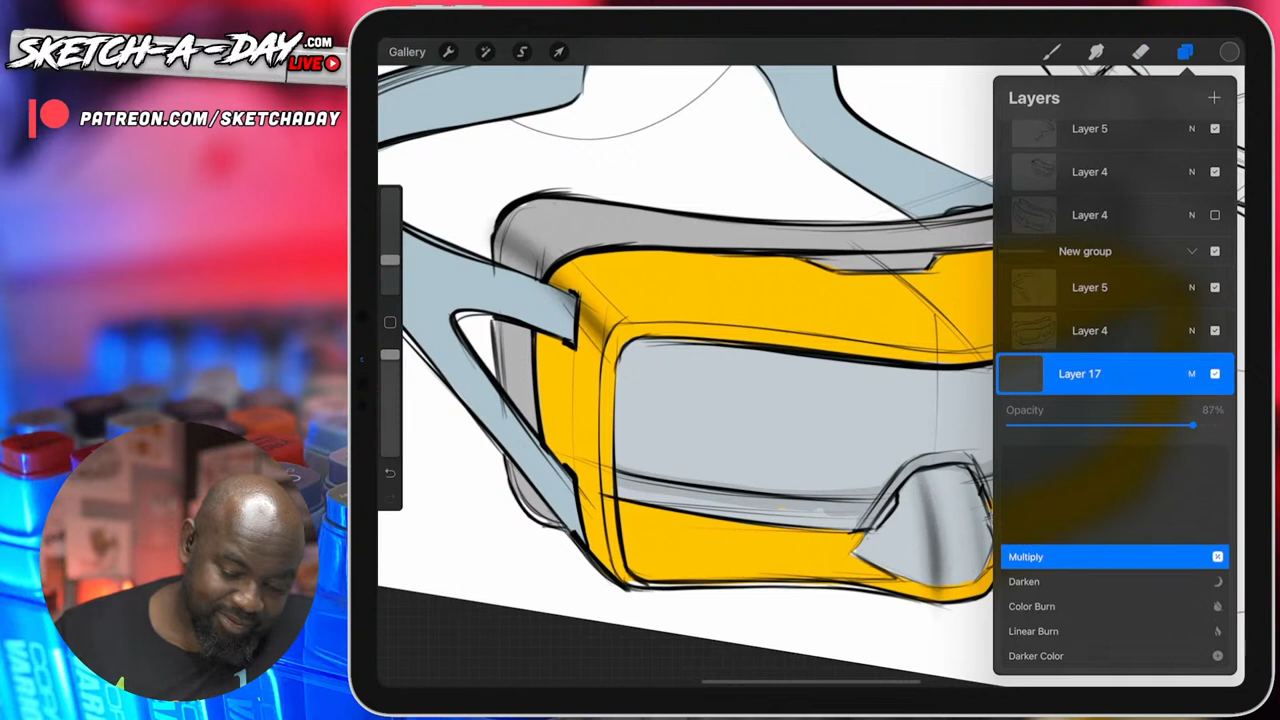 SKETCH-A-DAY.COM
LIVE
PATREON.COM/SKETCHADAY
Gallery
Layers
Layer 5 N
Layer 4 N
Layer 4 N
New group
Layer 5 N
Layer 4 N
Layer 17 M
Opacity 87%
Multiply
Darken
Color Burn
Linear Burn
Darker Color